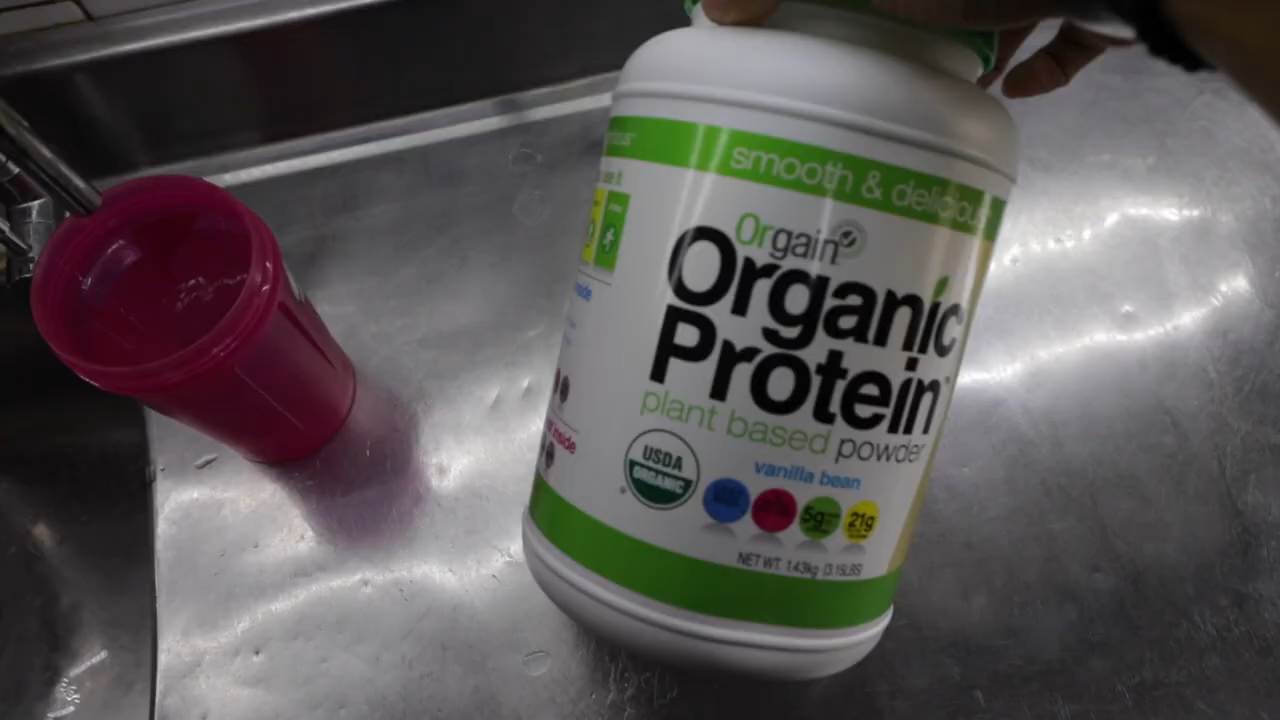 smooth & delicious
Orgain
Organic
Protein
plant based powder
USDA
ORGANIC
vanilla bean
5g
21g
NET WT. 1.43kg (3.15LBS)
inside